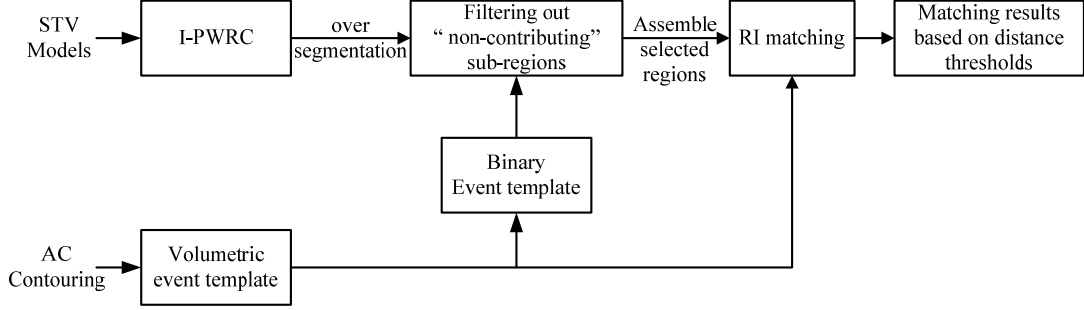 STV
Models
I-PWRC
over
segmentation
Filtering out
“ non-contributing”
sub-regions
Assemble
selected
regions
RI matching
Matching results
based on distance
thresholds
Binary
Event template
AC
Contouring
Volumetric
event template